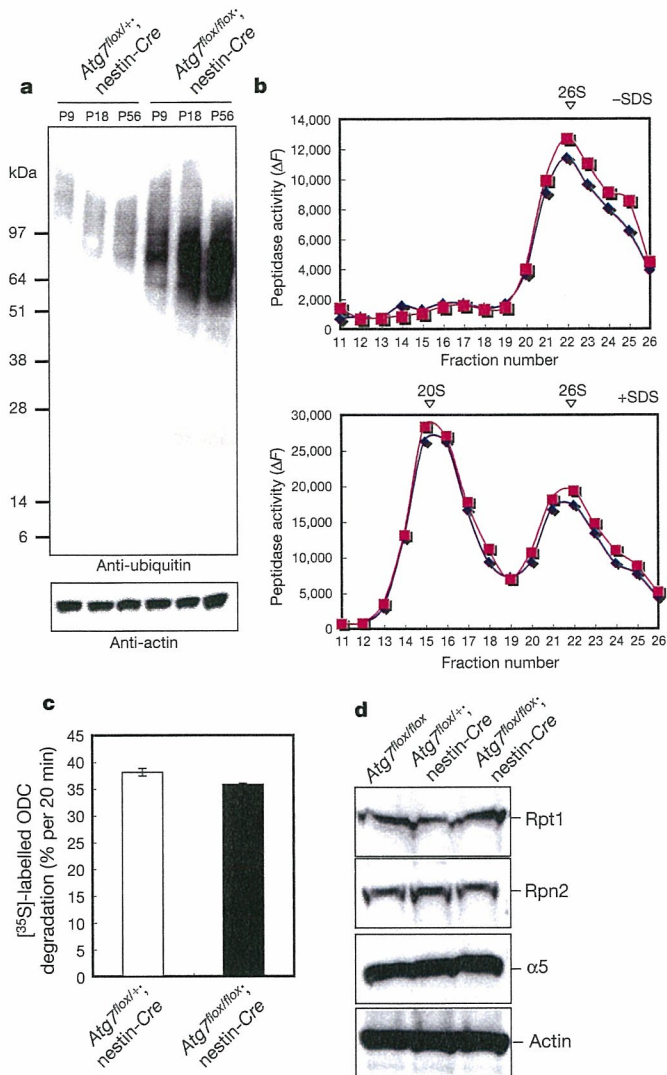 Atg7flox/+;
nestin-Cre
Atg7flox/flox;
nestin-Cre
a
P9 P18 P56 P9 P18 P56
kDa
97
64
51
38
28
14
6
Anti-ubiquitin
Anti-actin
b
26S
–SDS
Peptidase activity (ΔF)
14,000
12,000
10,000
8,000
6,000
4,000
2,000
0
11 12 13 14 15 16 17 18 19 20 21 22 23 24 25 26
Fraction number
20S
26S
+SDS
Peptidase activity (ΔF)
30,000
25,000
20,000
15,000
10,000
5,000
0
11 12 13 14 15 16 17 18 19 20 21 22 23 24 25 26
Fraction number
c
[35S]-labelled ODC
degradation (% per 20 min)
45
40
35
30
25
20
15
10
5
0
Atg7flox/+;
nestin-Cre
Atg7flox/flox;
nestin-Cre
d
Atg7flox/flox
Atg7flox/+;
nestin-Cre
Atg7flox/flox;
nestin-Cre
Rpt1
Rpn2
α5
Actin